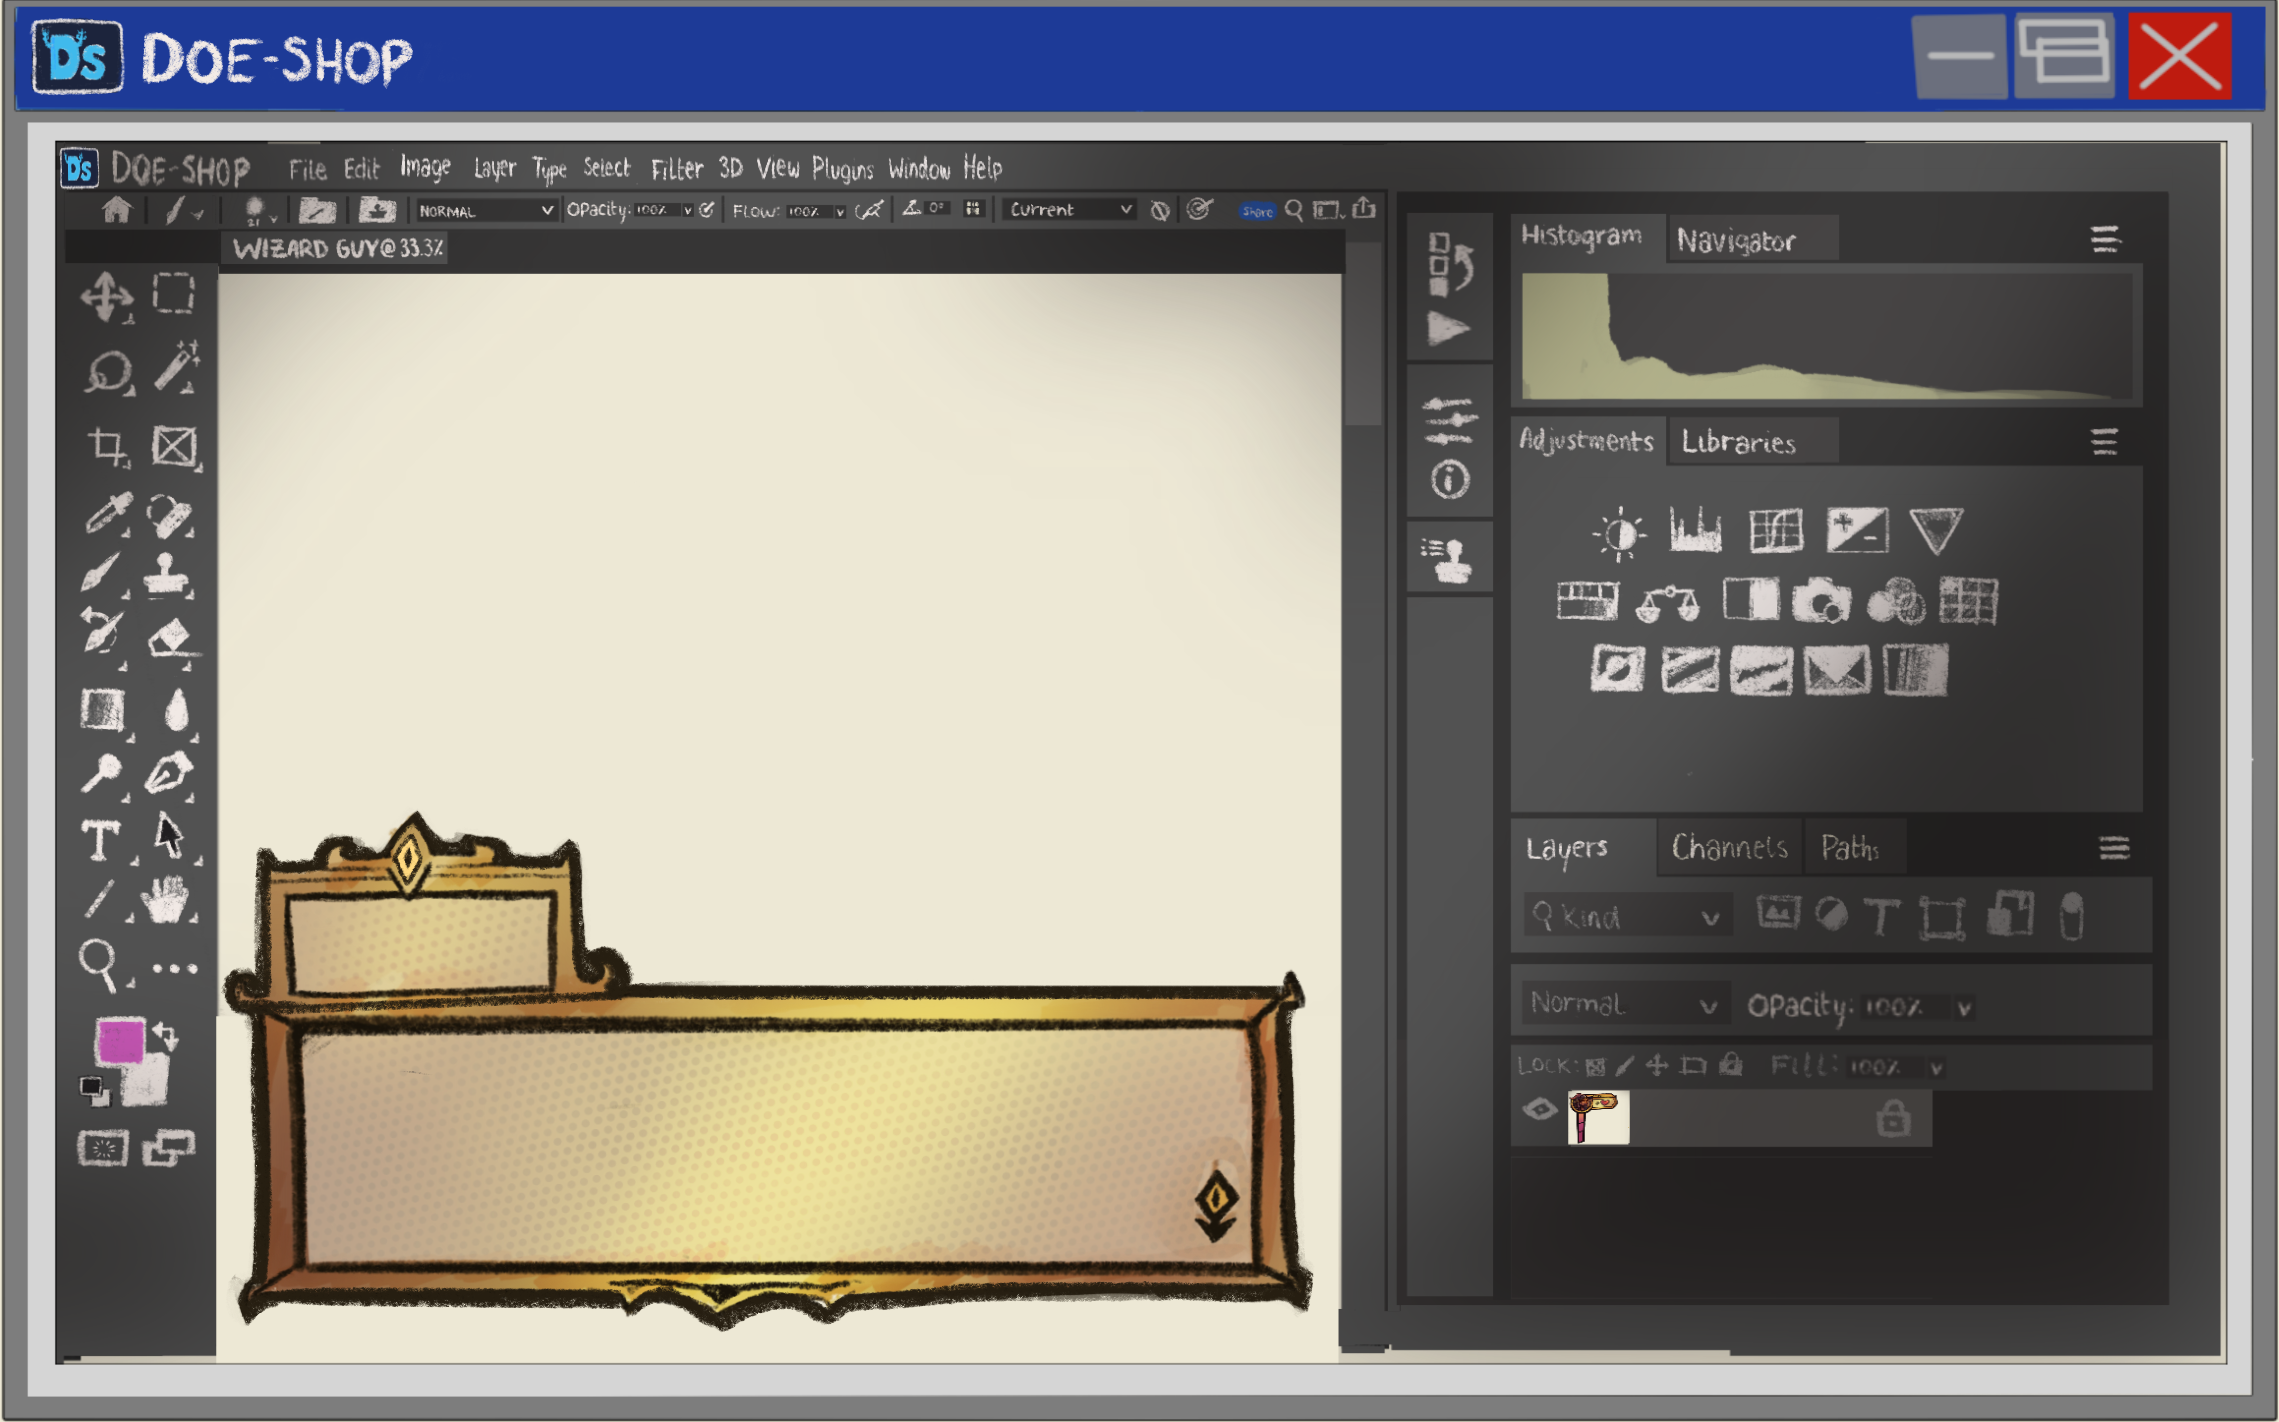 Ds DOE-SHOP
Ds DOE-SHOP File Edit Image Layer Type Select Filter 3D View Plugins Window Help
21 NORMAL OPACITY: 100% FLOW: 100% 0° Current Share
WIZARD GUY@33.3%
Histogram Navigator
Adjustments Libraries
Layers Channels Paths
Kind
Normal Opacity: 100%
LOCK: Fill: 100%